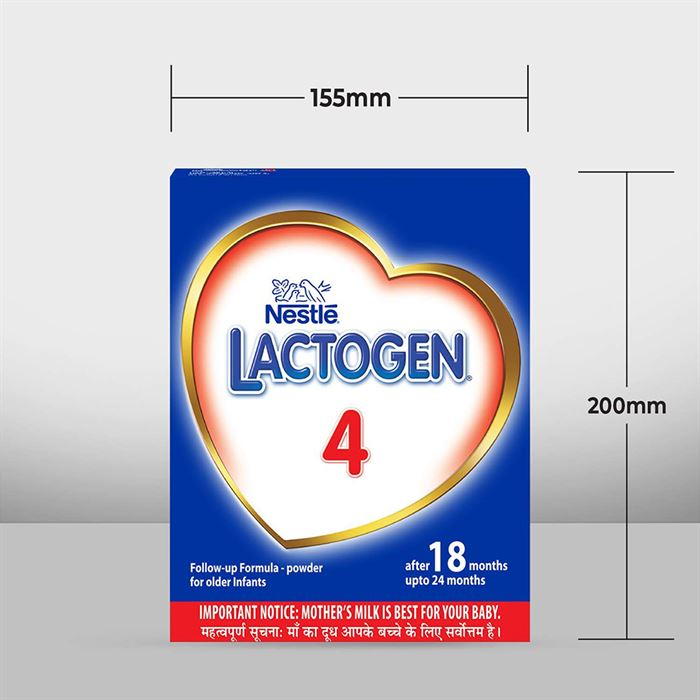 155mm
200mm
Nestlé
LACTOGEN®
4
Follow-up Formula - powder
for older Infants
after 18 months
upto 24 months
IMPORTANT NOTICE: MOTHER'S MILK IS BEST FOR YOUR BABY.
महत्वपूर्ण सूचना: माँ का दूध आपके बच्चे के लिए सर्वोत्तम है।